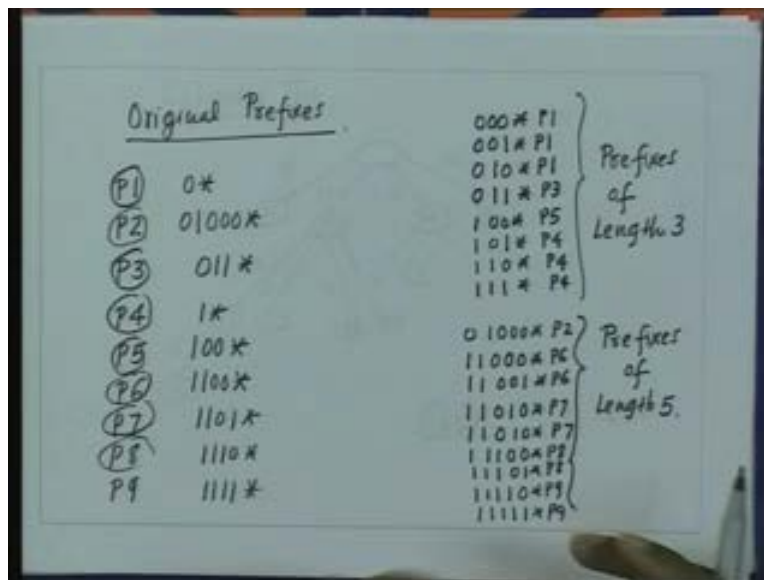 Original Prefixes
P1 0*
P2 01000*
P3 011*
P4 1*
P5 100*
P6 1100*
P7 1101*
P8 1110*
P9 1111*
000* P1
001* P1
010* P1
011* P3
100* P5
101* P4
110* P4
111* P4
Prefixes
of
Length 3
01000* P2
11000* P6
11001* P6
11010* P7
11010* P7
11100* P8
11101* P8
11110* P9
11111* P9
Prefixes
of
Length 5.